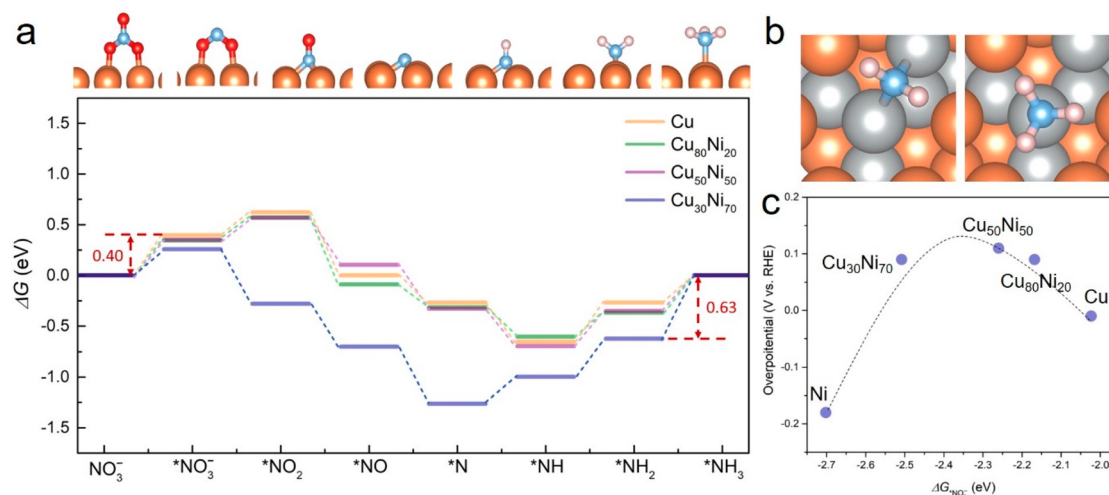 a
ΔG (eV)
1.5
1.0
0.5
0.0
-0.5
-1.0
-1.5
0.40
0.63
Cu
Cu₈₀Ni₂₀
Cu₅₀Ni₅₀
Cu₃₀Ni₇₀
NO₃⁻ *NO₃⁻ *NO₂ *NO *N *NH *NH₂ *NH₃
b
c
Overpoitential (V vs. RHE)
0.2
0.1
0.0
-0.1
-0.2
Cu₅₀Ni₅₀
Cu₃₀Ni₇₀
Cu₈₀Ni₂₀
Cu
Ni
-2.7 -2.6 -2.5 -2.4 -2.3 -2.2 -2.1 -2.0
(eV)